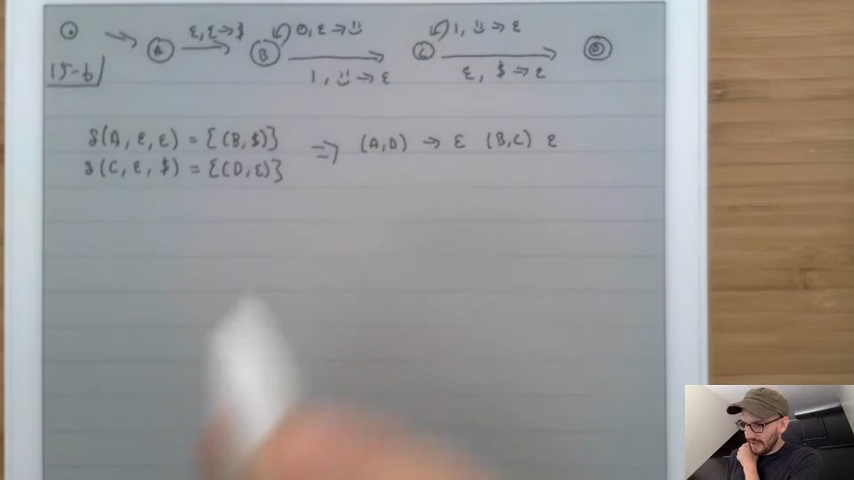 A ε,ε→$ B 0,ε→ü C 1,ü→ε D
15-6 1,ü→ε ε,$→ε
δ(A, ε, ε) = {(B,$)} ⇒ (A,D) → ε (B,C) ε
δ(C, ε, $) = {(D,ε)}